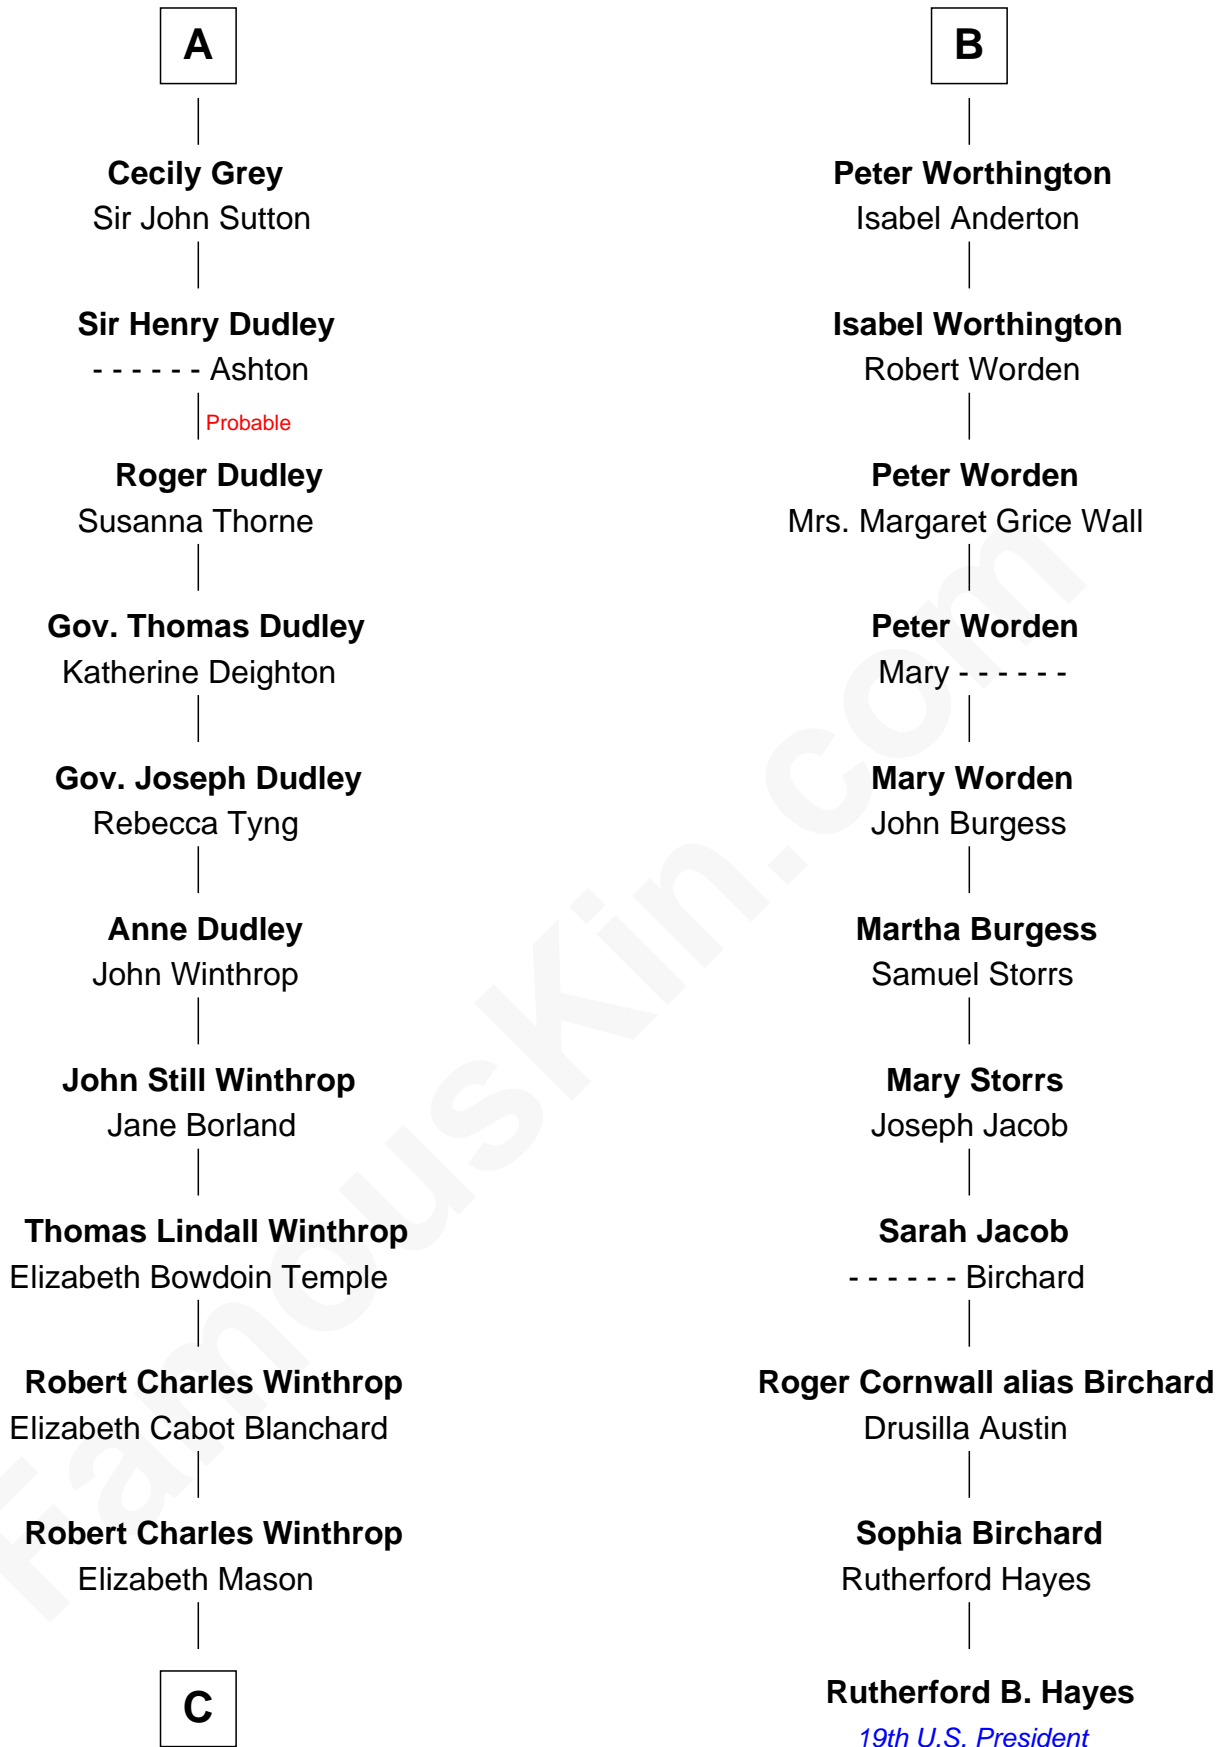 A
Cecily Grey
Sir John Sutton
Sir Henry Dudley
- - - - - - Ashton
Probable
Roger Dudley
Susanna Thorne
Gov. Thomas Dudley
Katherine Deighton
Gov. Joseph Dudley
Rebecca Tyng
Anne Dudley
John Winthrop
John Still Winthrop
Jane Borland
Thomas Lindall Winthrop
Elizabeth Bowdoin Temple
Robert Charles Winthrop
Elizabeth Cabot Blanchard
Robert Charles Winthrop
Elizabeth Mason
C
B
Peter Worthington
Isabel Anderton
Isabel Worthington
Robert Worden
Peter Worden
Mrs. Margaret Grice Wall
Peter Worden
Mary - - - - - -
Mary Worden
John Burgess
Martha Burgess
Samuel Storrs
Mary Storrs
Joseph Jacob
Sarah Jacob
- - - - - - Birchard
Roger Cornwall alias Birchard
Drusilla Austin
Sophia Birchard
Rutherford Hayes
Rutherford B. Hayes
19th U.S. President
FamousKin.com